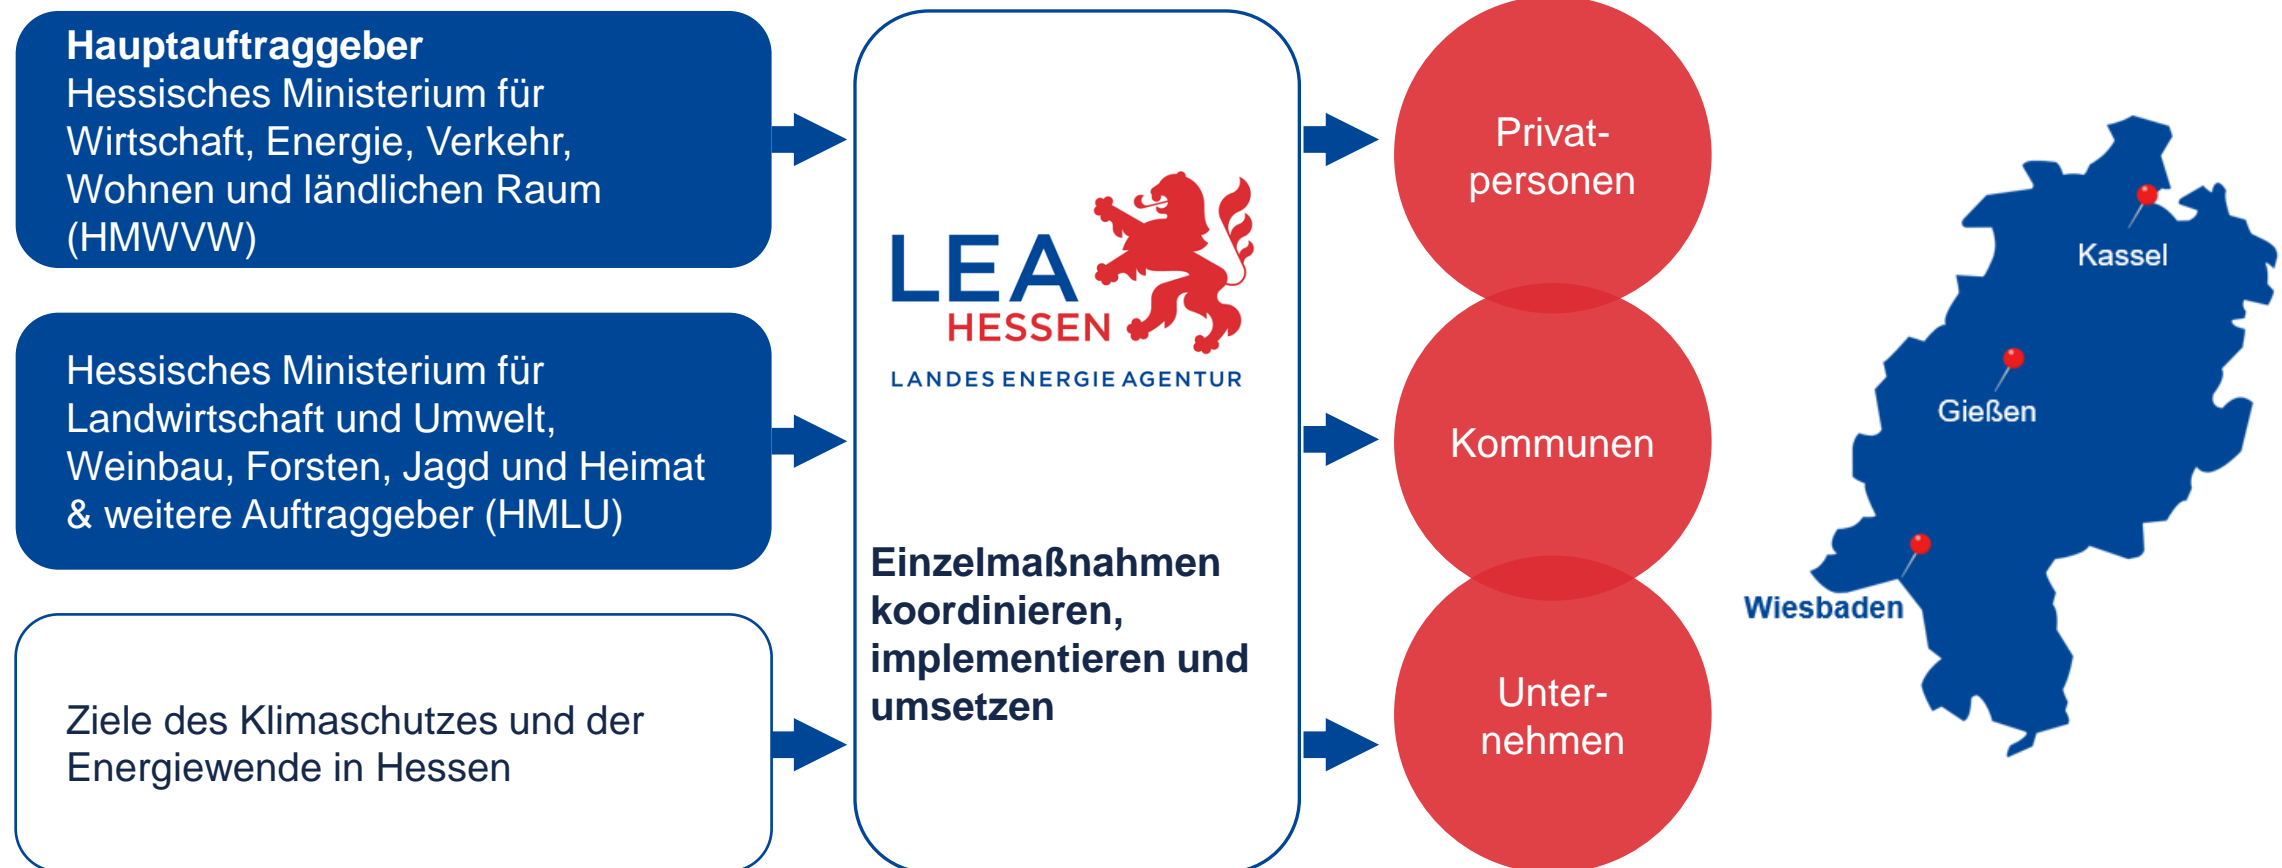 Hauptauftraggeber
Hessisches Ministerium für
Wirtschaft, Energie, Verkehr,
Wohnen und ländlichen Raum
(HMWVW)
Hessisches Ministerium für
Landwirtschaft und Umwelt,
Weinbau, Forsten, Jagd und Heimat
& weitere Auftraggeber (HMLU)
Ziele des Klimaschutzes und der
Energiewende in Hessen
LEA
HESSEN
LANDES ENERGIE AGENTUR
Einzelmaßnahmen
koordinieren,
implementieren und
umsetzen
Privat-
personen
Kommunen
Unter-
nehmen
Kassel
Gießen
Wiesbaden